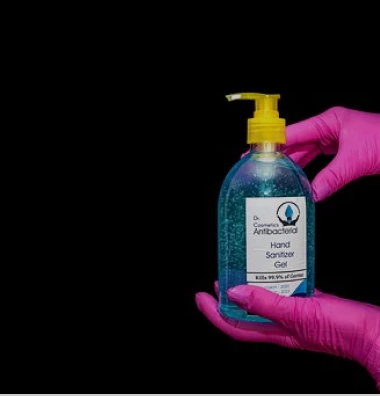 Dr.
Cosmetics
Antibacterial
Hand
Sanitizer
Gel
Kills 99.9% of Germs